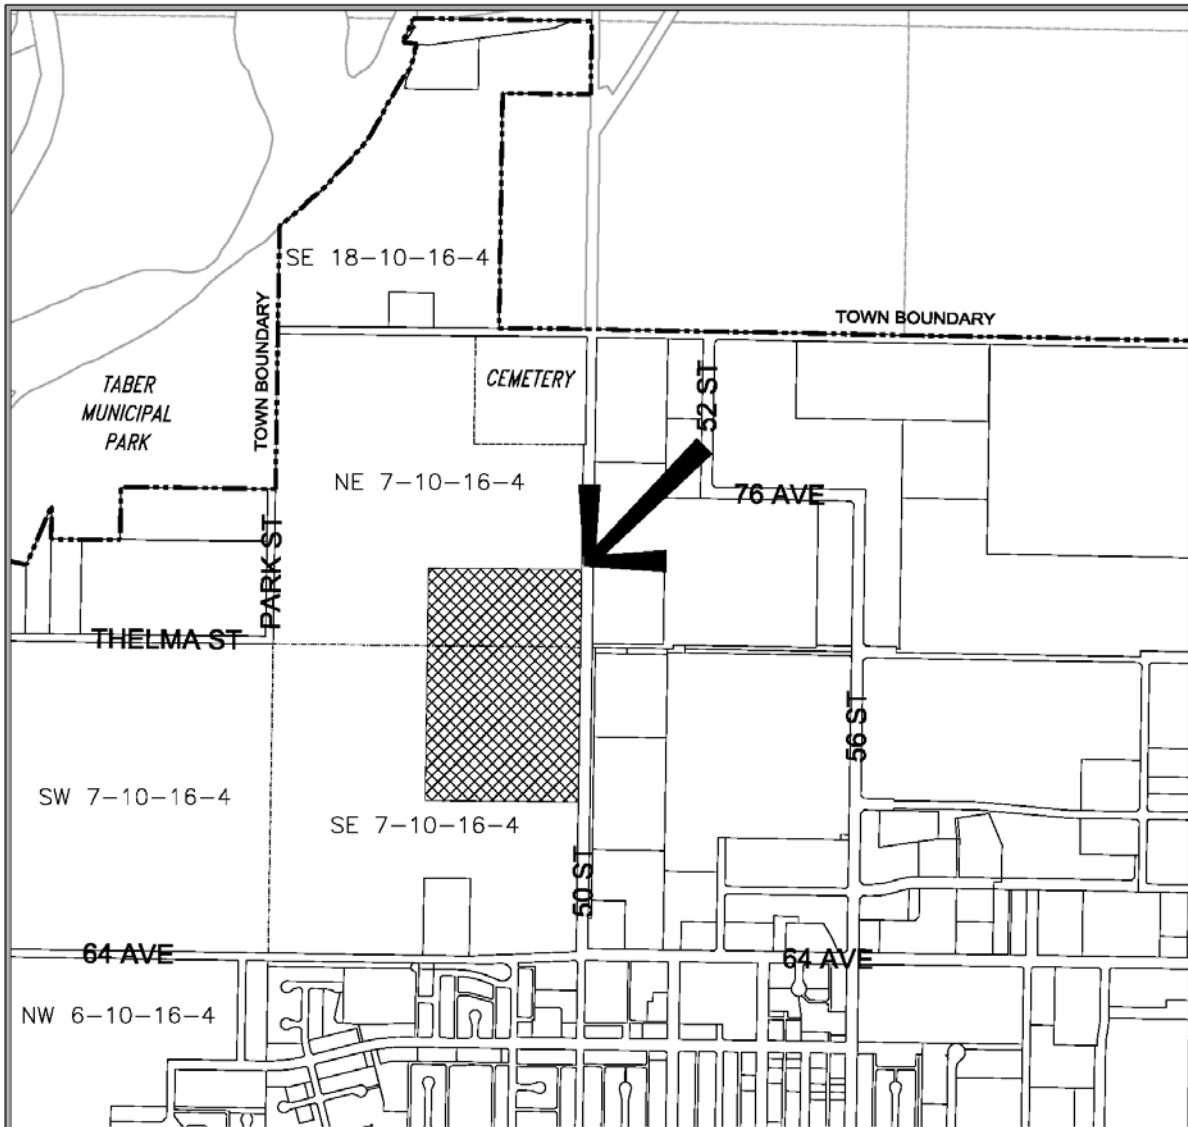 SE 18-10-16-4
TOWN BOUNDARY
TOWN BOUNDARY
TABER
MUNICIPAL
PARK
CEMETERY
52 ST
NE 7-10-16-4
76 AVE
PARK ST
THELMA ST
56 ST
SW 7-10-16-4
SE 7-10-16-4
50 ST
64 AVE
64 AVE
NW 6-10-16-4